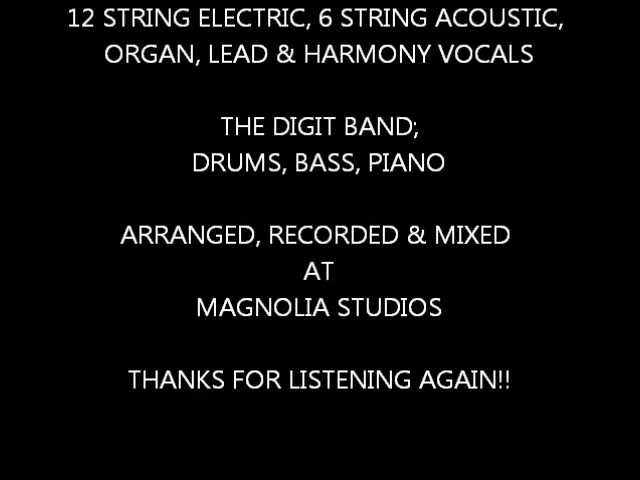 12 STRING ELECTRIC, 6 STRING ACOUSTIC,
ORGAN, LEAD & HARMONY VOCALS
THE DIGIT BAND;
DRUMS, BASS, PIANO
ARRANGED, RECORDED & MIXED
AT
MAGNOLIA STUDIOS
THANKS FOR LISTENING AGAIN!!